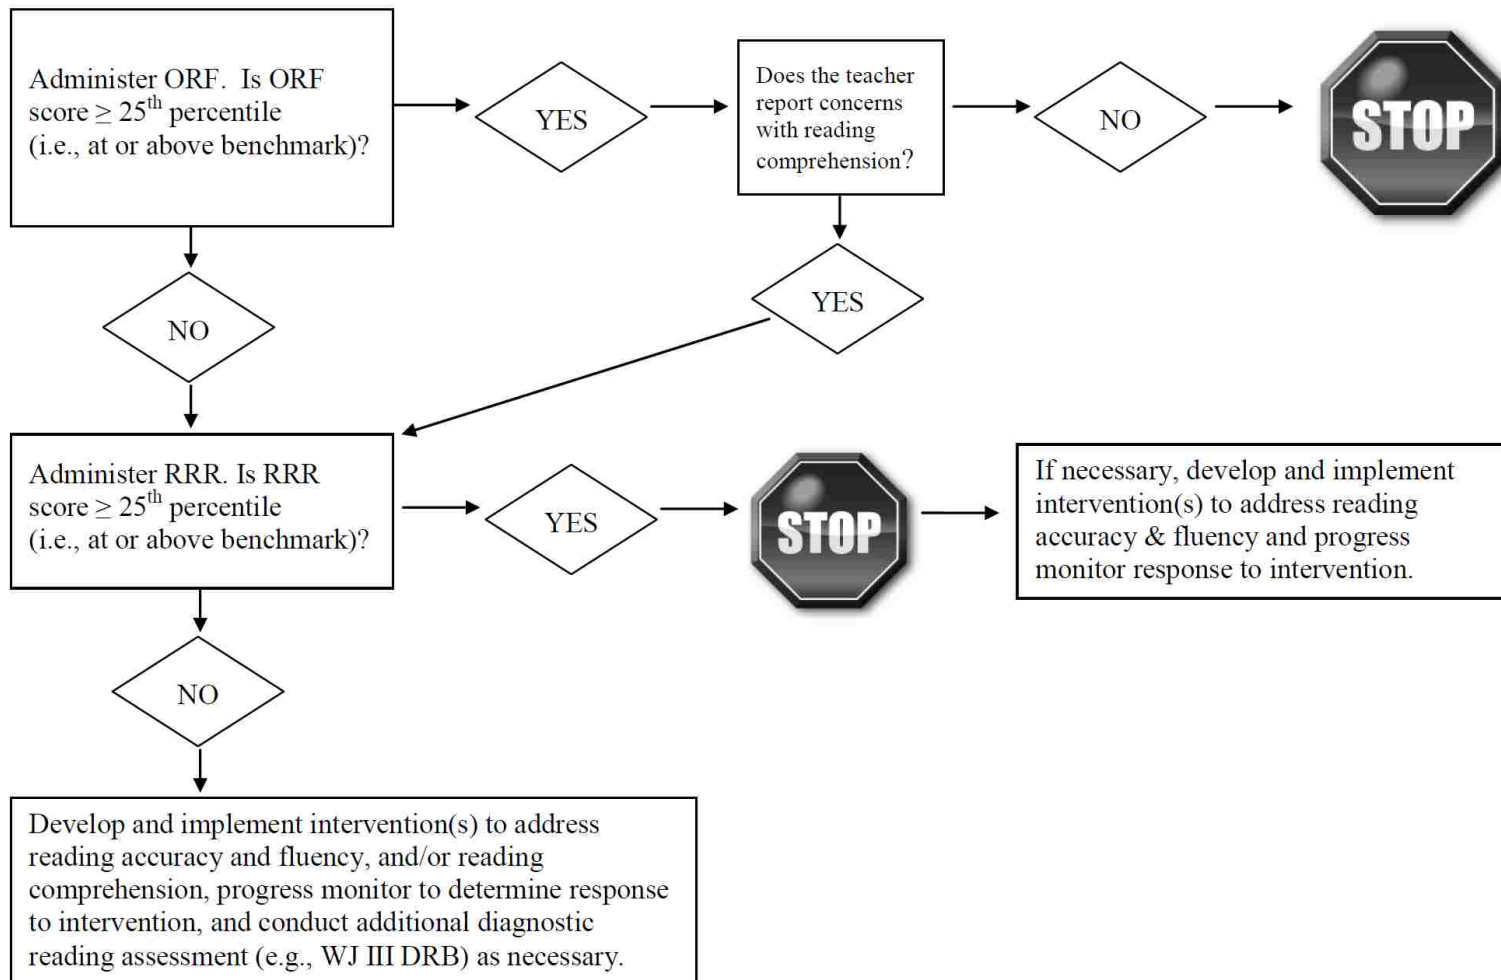 Administer ORF. Is ORF
score ≥ 25th percentile
(i.e., at or above benchmark)?
YES
Does the teacher
report concerns
with reading
comprehension?
NO
STOP
NO
YES
Administer RRR. Is RRR
score ≥ 25th percentile
(i.e., at or above benchmark)?
YES
STOP
If necessary, develop and implement
intervention(s) to address reading
accuracy & fluency and progress
monitor response to intervention.
NO
Develop and implement intervention(s) to address
reading accuracy and fluency, and/or reading
comprehension, progress monitor to determine response
to intervention, and conduct additional diagnostic
reading assessment (e.g., WJ III DRB) as necessary.